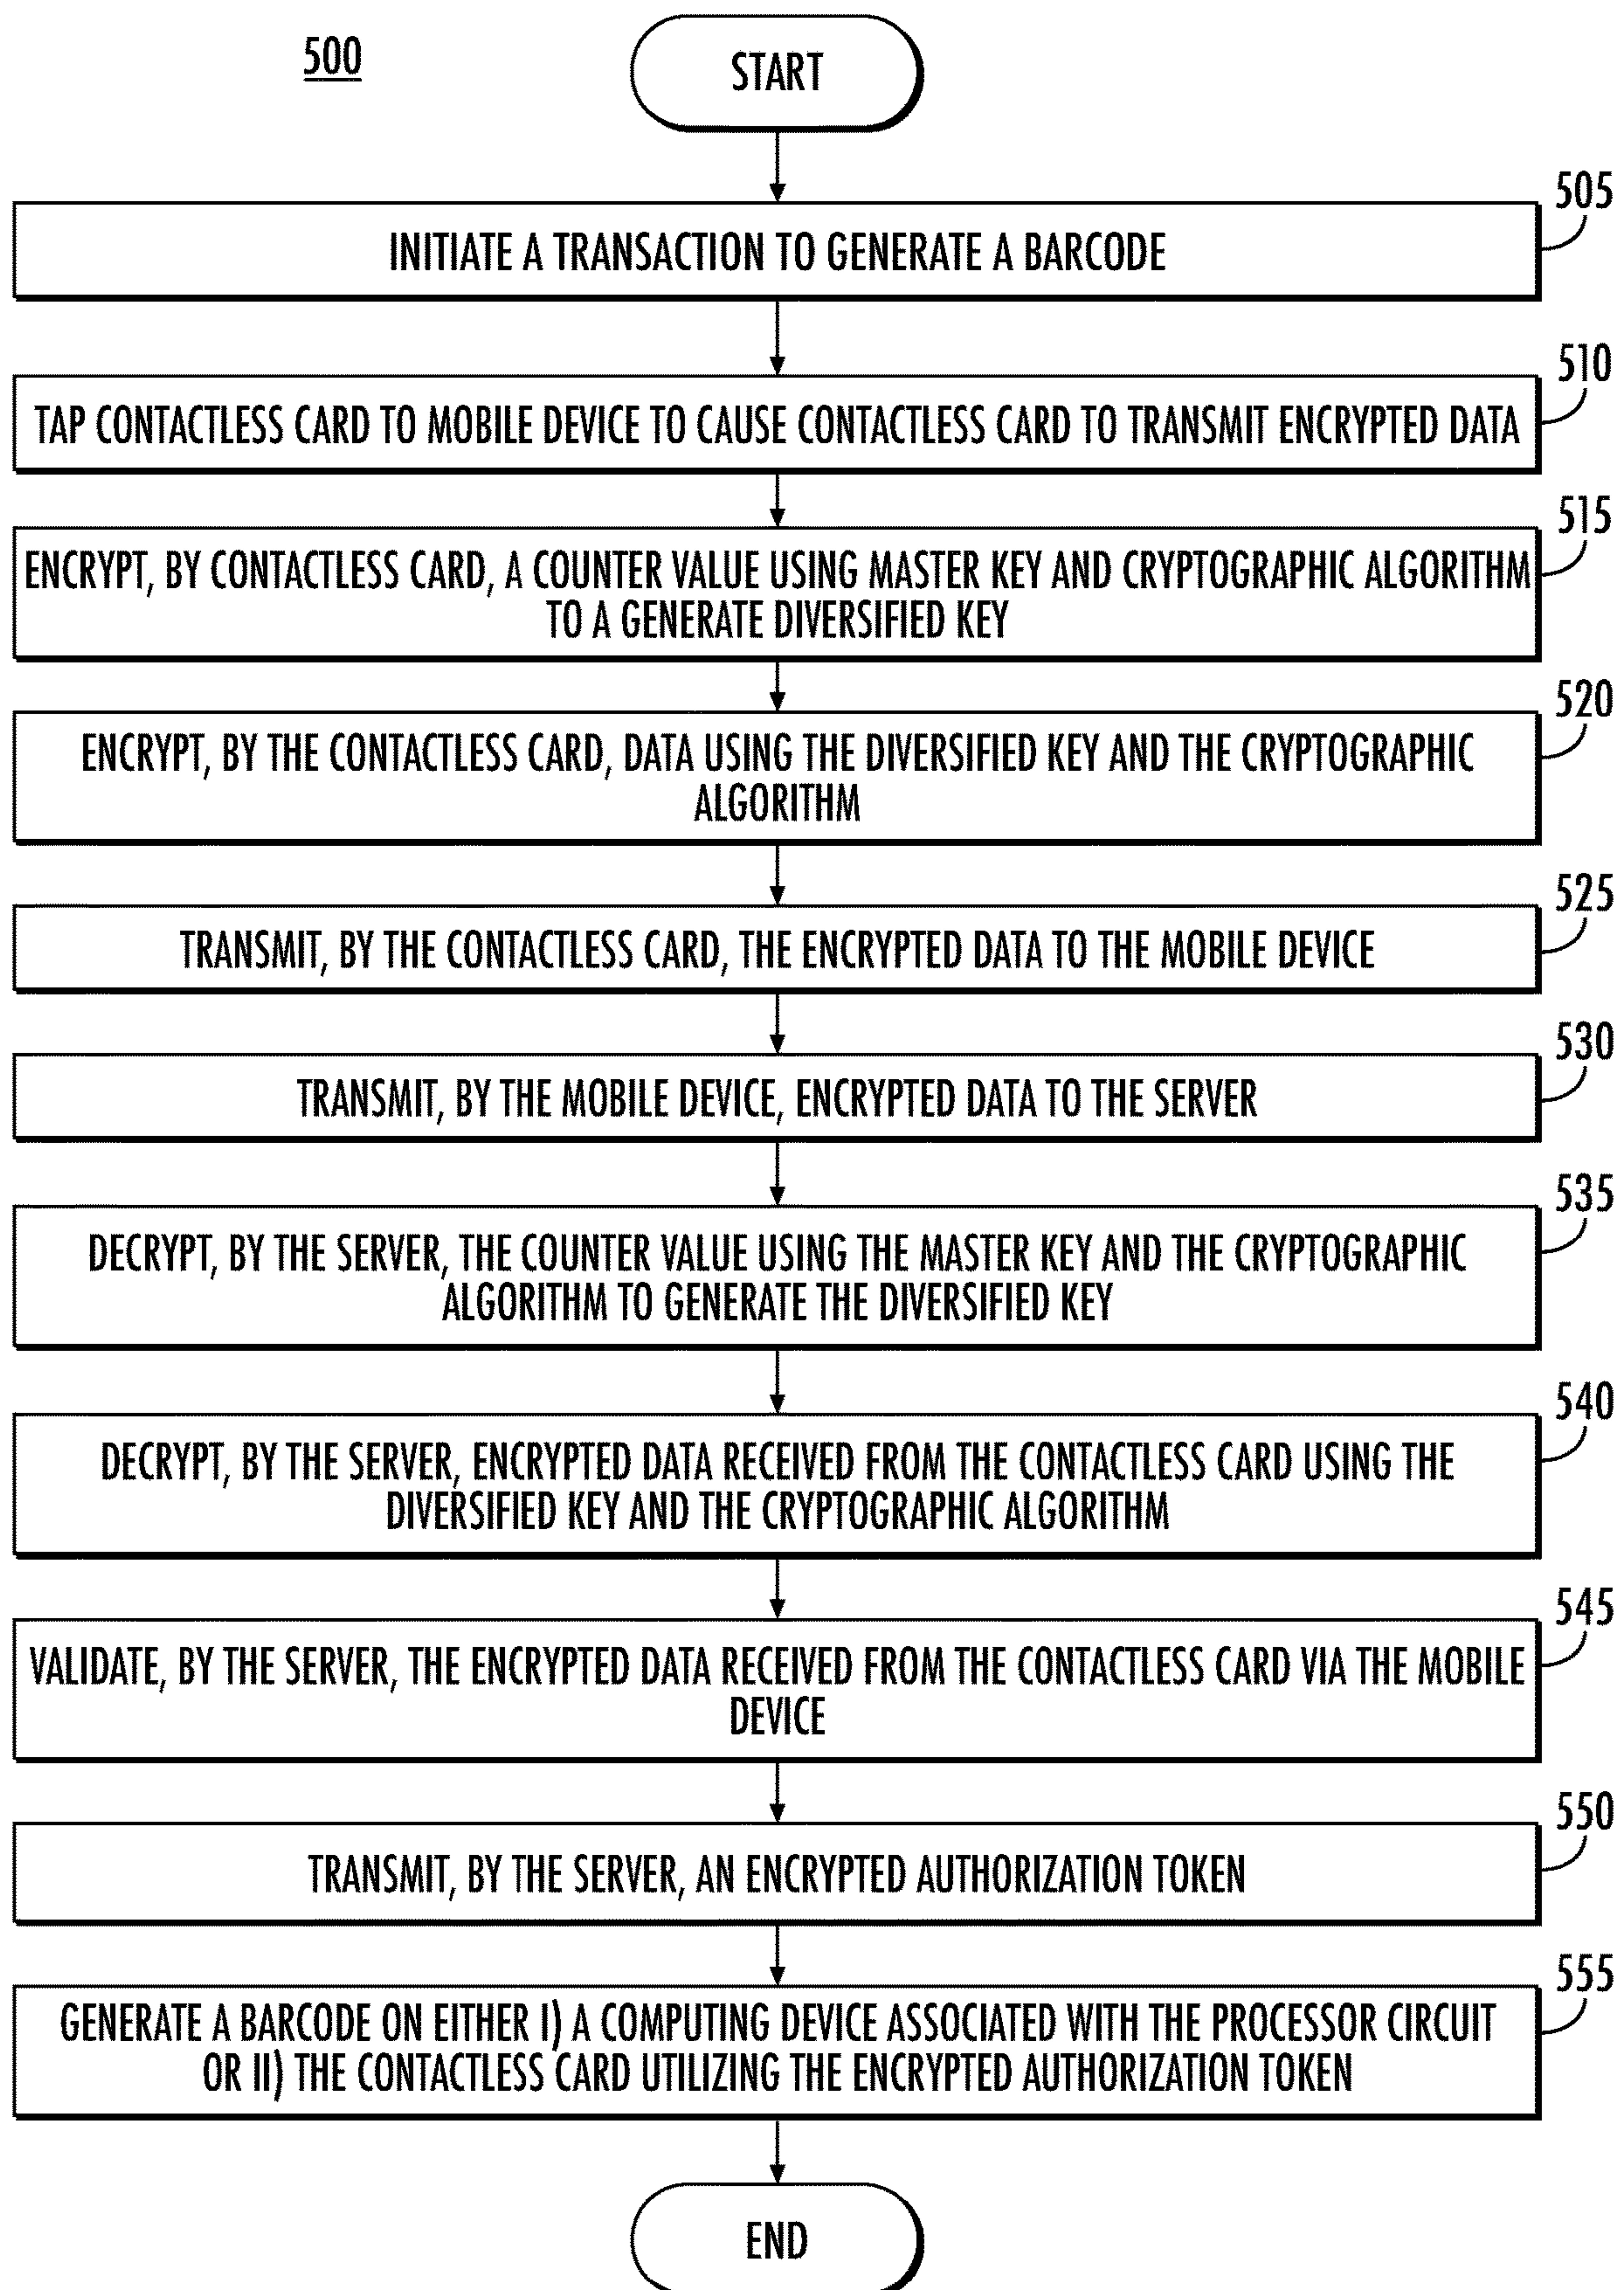 500
START
505
INITIATE A TRANSACTION TO GENERATE A BARCODE
510
TAP CONTACTLESS CARD TO MOBILE DEVICE TO CAUSE CONTACTLESS CARD TO TRANSMIT ENCRYPTED DATA
515
ENCRYPT, BY CONTACTLESS CARD, A COUNTER VALUE USING MASTER KEY AND CRYPTOGRAPHIC ALGORITHM
TO A GENERATE DIVERSIFIED KEY
520
ENCRYPT, BY THE CONTACTLESS CARD, DATA USING THE DIVERSIFIED KEY AND THE CRYPTOGRAPHIC
ALGORITHM
525
TRANSMIT, BY THE CONTACTLESS CARD, THE ENCRYPTED DATA TO THE MOBILE DEVICE
530
TRANSMIT, BY THE MOBILE DEVICE, ENCRYPTED DATA TO THE SERVER
535
DECRYPT, BY THE SERVER, THE COUNTER VALUE USING THE MASTER KEY AND THE CRYPTOGRAPHIC
ALGORITHM TO GENERATE THE DIVERSIFIED KEY
540
DECRYPT, BY THE SERVER, ENCRYPTED DATA RECEIVED FROM THE CONTACTLESS CARD USING THE
DIVERSIFIED KEY AND THE CRYPTOGRAPHIC ALGORITHM
545
VALIDATE, BY THE SERVER, THE ENCRYPTED DATA RECEIVED FROM THE CONTACTLESS CARD VIA THE MOBILE
DEVICE
550
TRANSMIT, BY THE SERVER, AN ENCRYPTED AUTHORIZATION TOKEN
555
GENERATE A BARCODE ON EITHER I) A COMPUTING DEVICE ASSOCIATED WITH THE PROCESSOR CIRCUIT
OR II) THE CONTACTLESS CARD UTILIZING THE ENCRYPTED AUTHORIZATION TOKEN
END